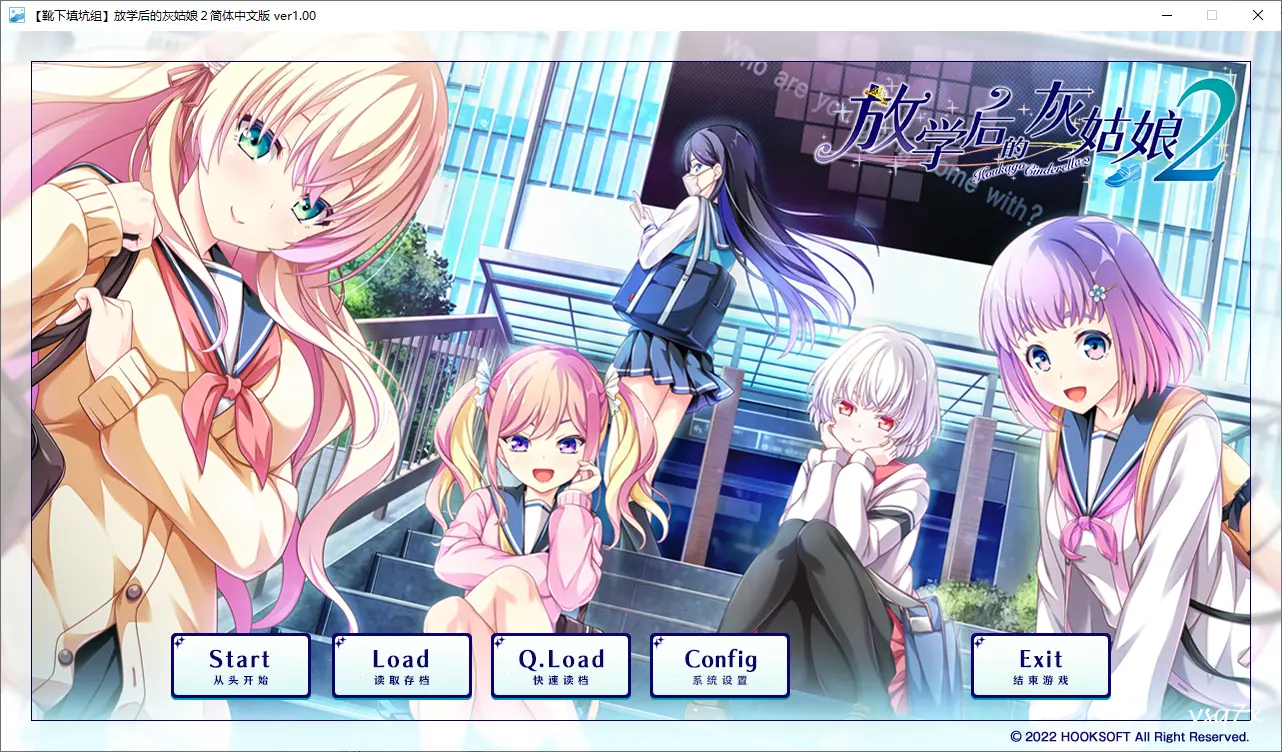 【靴下填坑组】放学后的灰姑娘２简体中文版 ver1.00
Who are you
come with?
放学后的灰姑娘2
Houkago Cinderella 2
Start
从头开始
Load
读取存档
Q.Load
快速读档
Config
系统设置
Exit
结束游戏
© 2022 HOOKSOFT All Right Reserved.